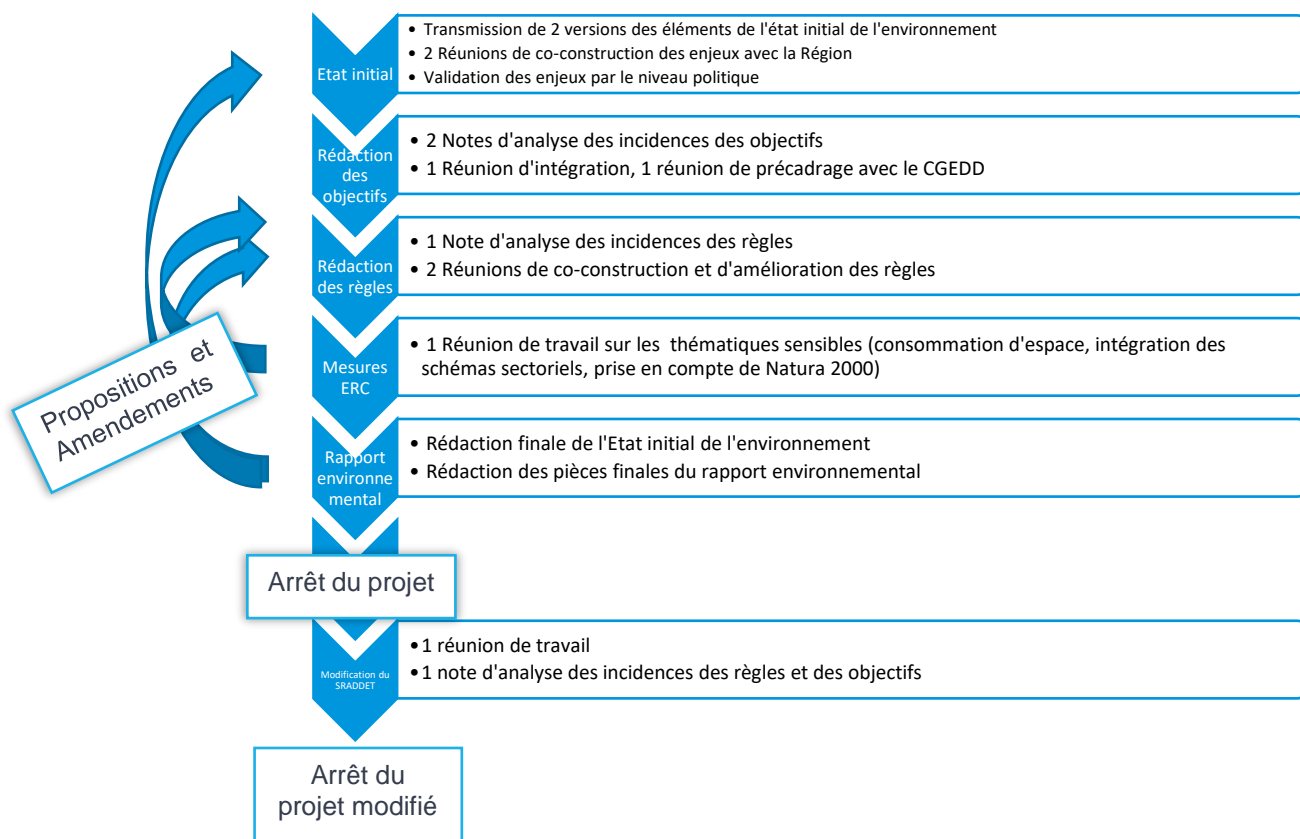 Etat initial
• Transmission de 2 versions des éléments de l'état initial de l'environnement
• 2 Réunions de co-construction des enjeux avec la Région
• Validation des enjeux par le niveau politique
Rédaction
des
objectifs
• 2 Notes d'analyse des incidences des objectifs
• 1 Réunion d'intégration, 1 réunion de précadrage avec le CGEDD
Rédaction
des règles
• 1 Note d'analyse des incidences des règles
• 2 Réunions de co-construction et d'amélioration des règles
Propositions et
Amendements
Mesures
ERC
• 1 Réunion de travail sur les thématiques sensibles (consommation d'espace, intégration des
schémas sectoriels, prise en compte de Natura 2000)
Rapport
environne
mental
• Rédaction finale de l'Etat initial de l'environnement
• Rédaction des pièces finales du rapport environnemental
Arrêt du projet
Modification du
SRADDET
• 1 réunion de travail
• 1 note d'analyse des incidences des règles et des objectifs
Arrêt du
projet modifié